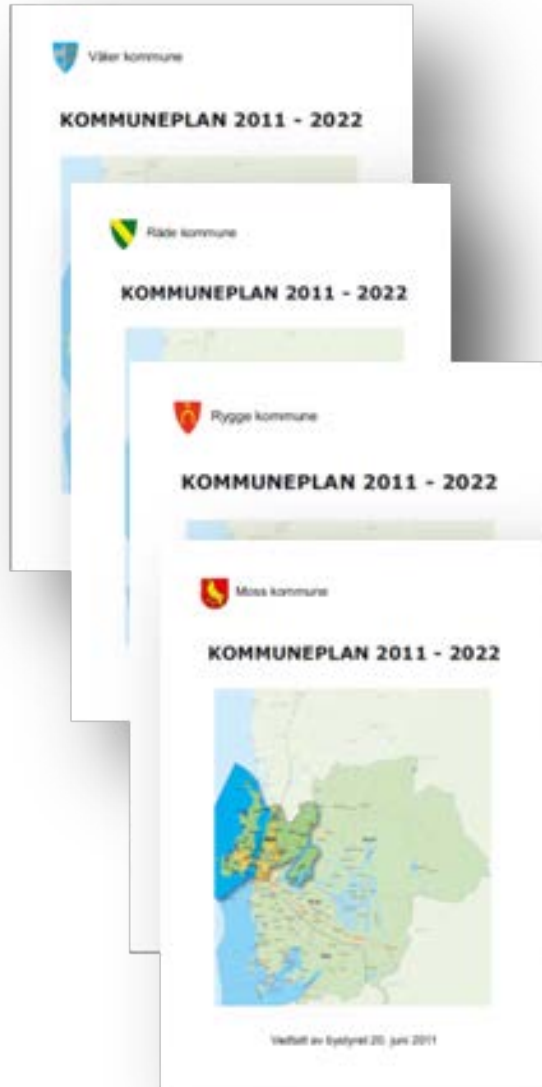 Våler kommune
KOMMUNEPLAN 2011 - 2022
Råde kommune
KOMMUNEPLAN 2011 - 2022
Rygge kommune
KOMMUNEPLAN 2011 - 2022
Moss kommune
KOMMUNEPLAN 2011 - 2022
Vedtatt av bystyret 20. juni 2011